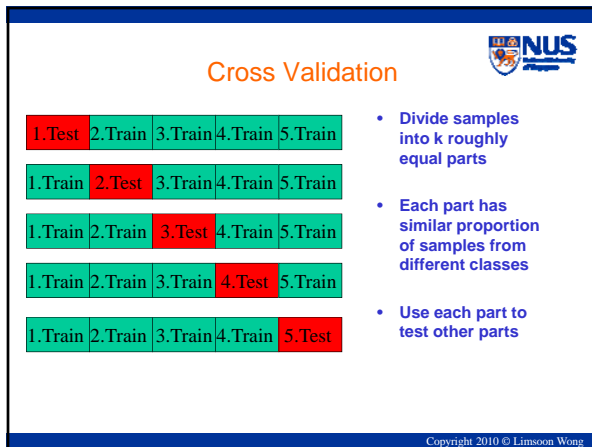 NUS
Cross Validation
1.Test 2.Train 3.Train 4.Train 5.Train
1.Train 2.Test 3.Train 4.Train 5.Train
1.Train 2.Train 3.Test 4.Train 5.Train
1.Train 2.Train 3.Train 4.Test 5.Train
1.Train 2.Train 3.Train 4.Train 5.Test
• Divide samples
into k roughly
equal parts
• Each part has
similar proportion
of samples from
different classes
• Use each part to
test other parts
Copyright 2010 © Limsoon Wong